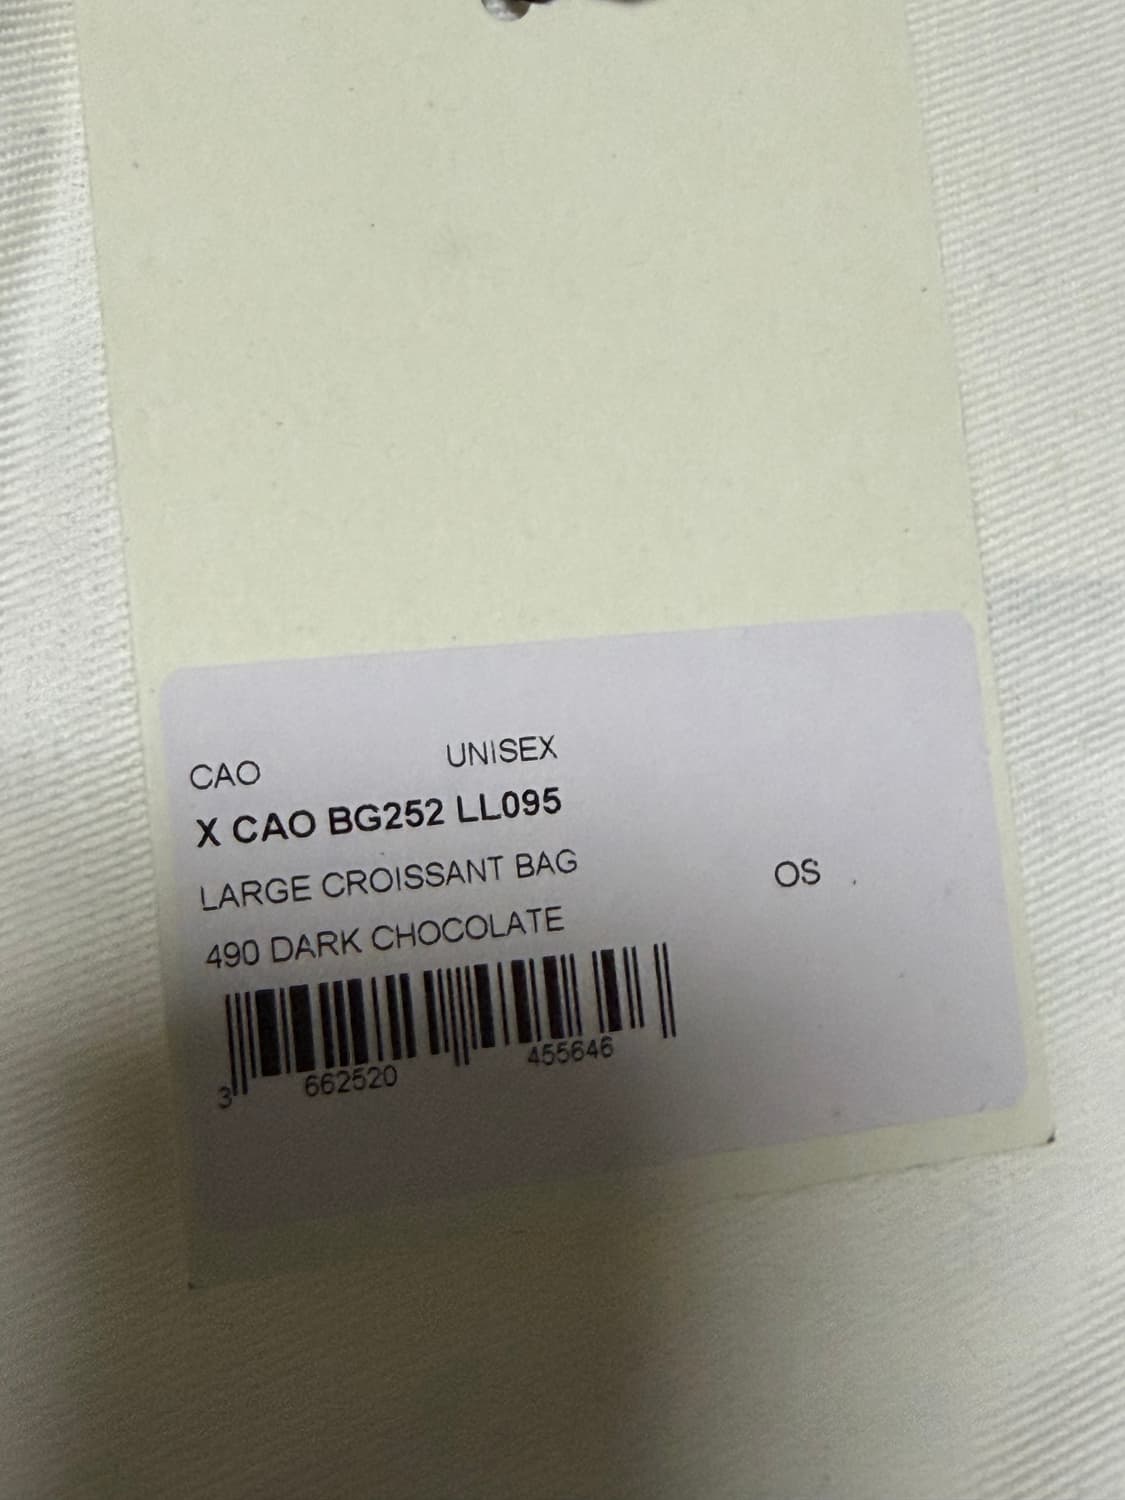 CAO UNISEX
X CAO BG252 LL095
LARGE CROISSANT BAG OS
490 DARK CHOCOLATE
3 662520 455646